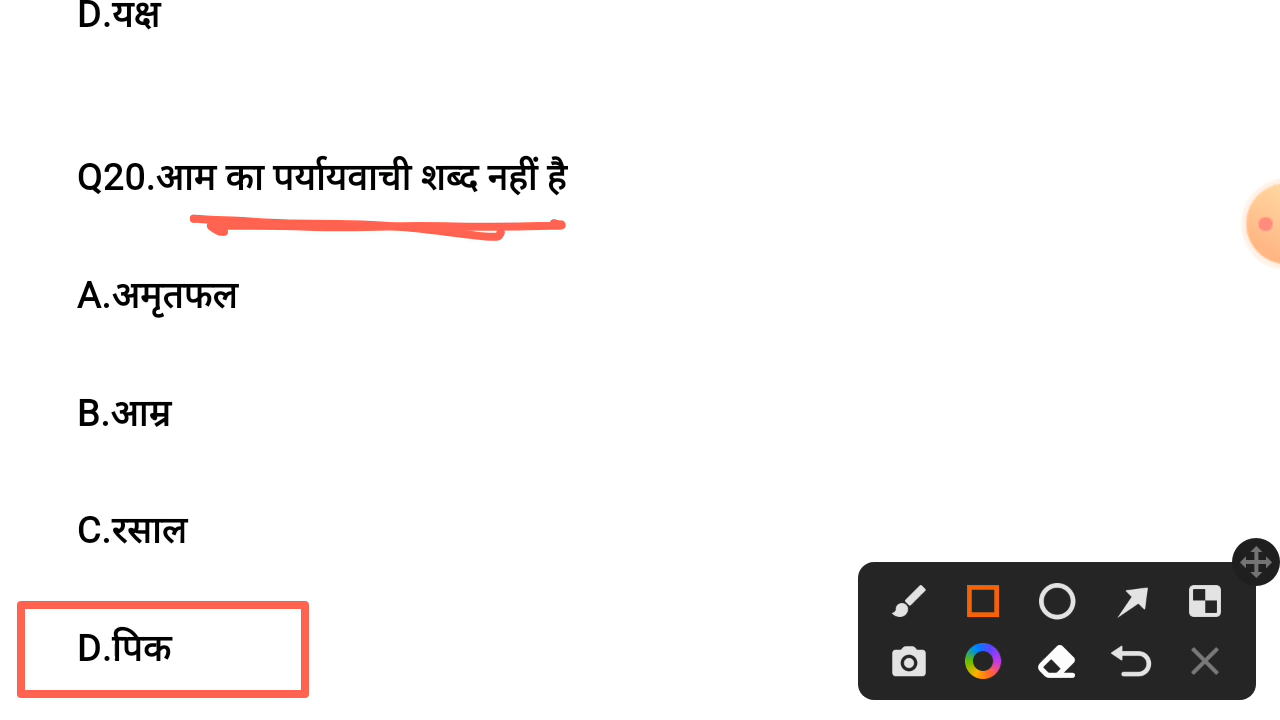 D.यक्ष
Q20.आम का पर्यायवाची शब्द नहीं है
A.अमृतफल
B.आम्र
C.रसाल
D.पिक